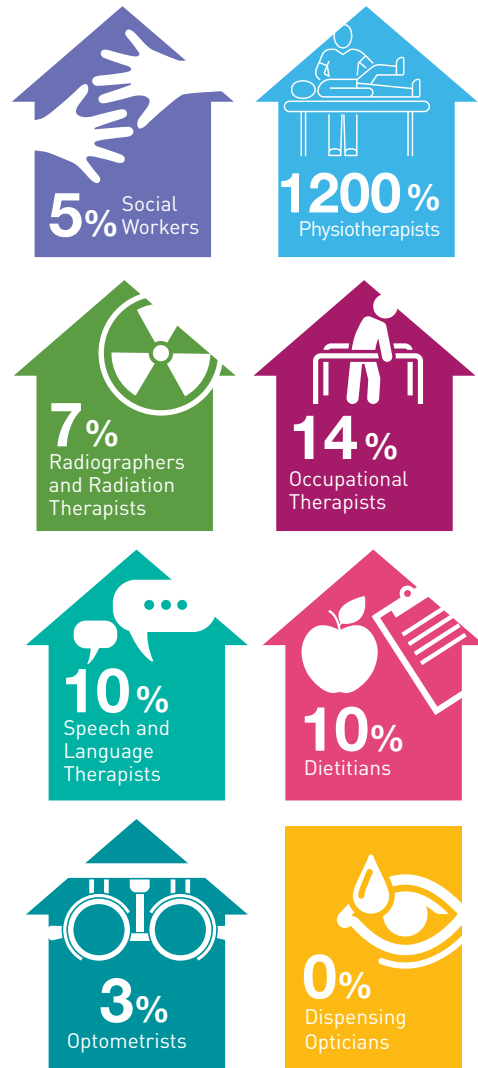 5% Social
Workers
1200%
Physiotherapists
7%
Radiographers
and Radiation
Therapists
14%
Occupational
Therapists
10%
Speech and
Language
Therapists
10%
Dietitians
3%
Optometrists
0%
Dispensing
Opticians